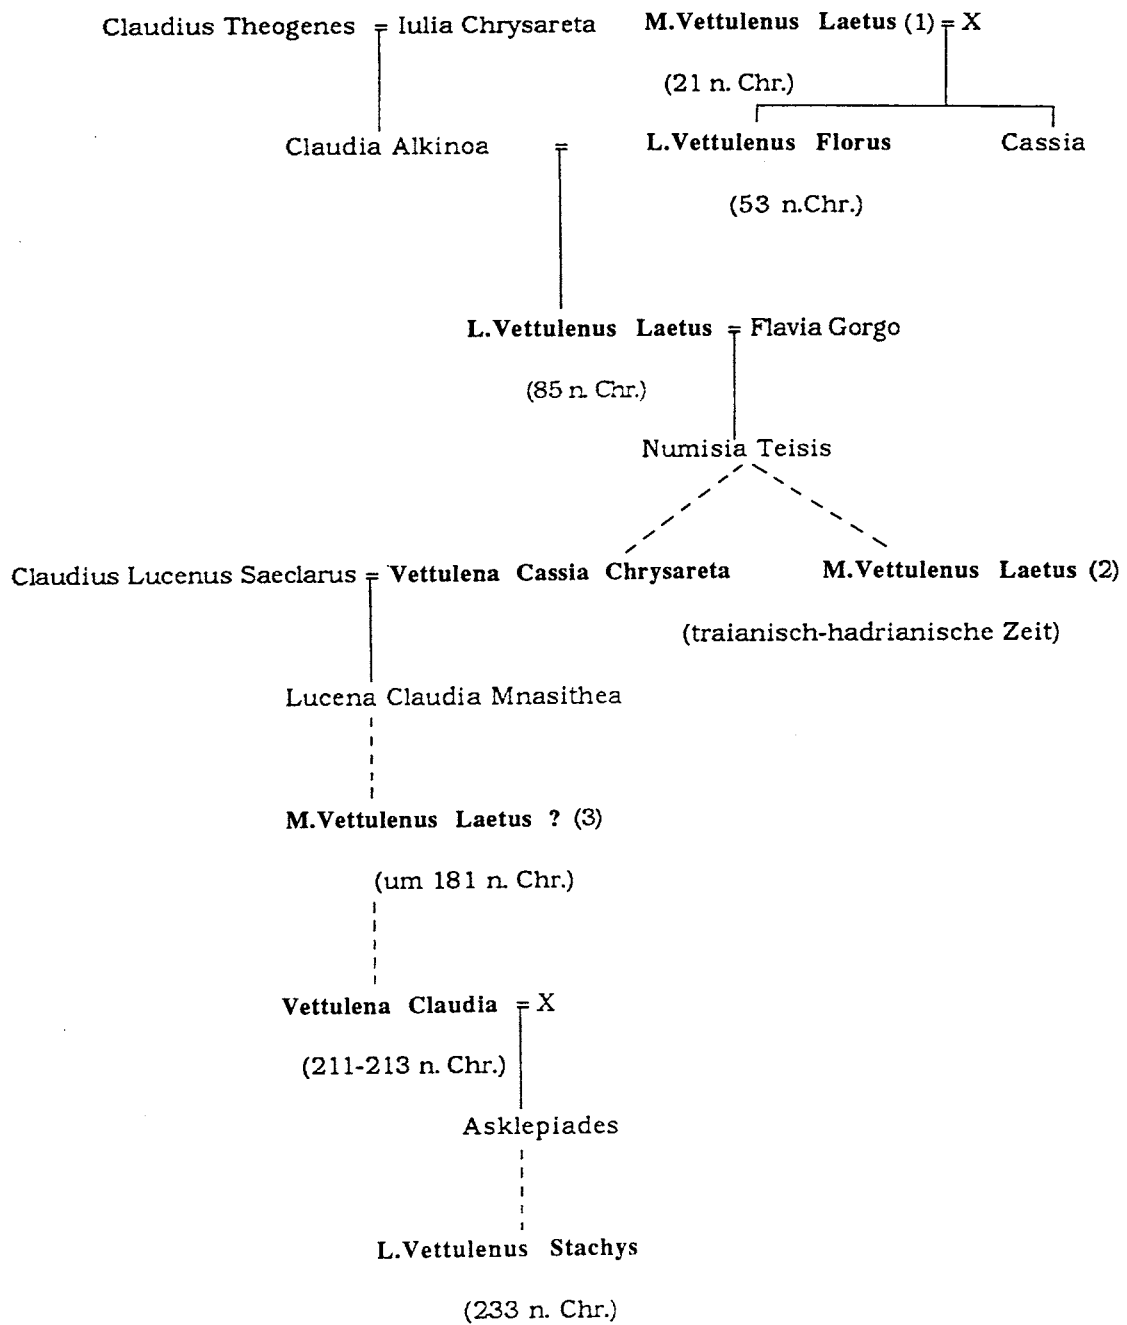 Claudius Theogenes = Iulia Chrysareta M.Vettulenus Laetus (1) = X
(21 n. Chr.)
Claudia Alkinoa = L.Vettulenus Florus Cassia
(53 n.Chr.)
L.Vettulenus Laetus = Flavia Gorgo
(85 n. Chr.)
Numisia Teisis
Claudius Lucenus Saeclarus = Vettulena Cassia Chrysareta M.Vettulenus Laetus (2)
(traianisch-hadrianische Zeit)
Lucena Claudia Mnasithea
M.Vettulenus Laetus ? (3)
(um 181 n. Chr.)
Vettulena Claudia = X
(211-213 n. Chr.)
Asklepiades
L.Vettulenus Stachys
(233 n. Chr.)